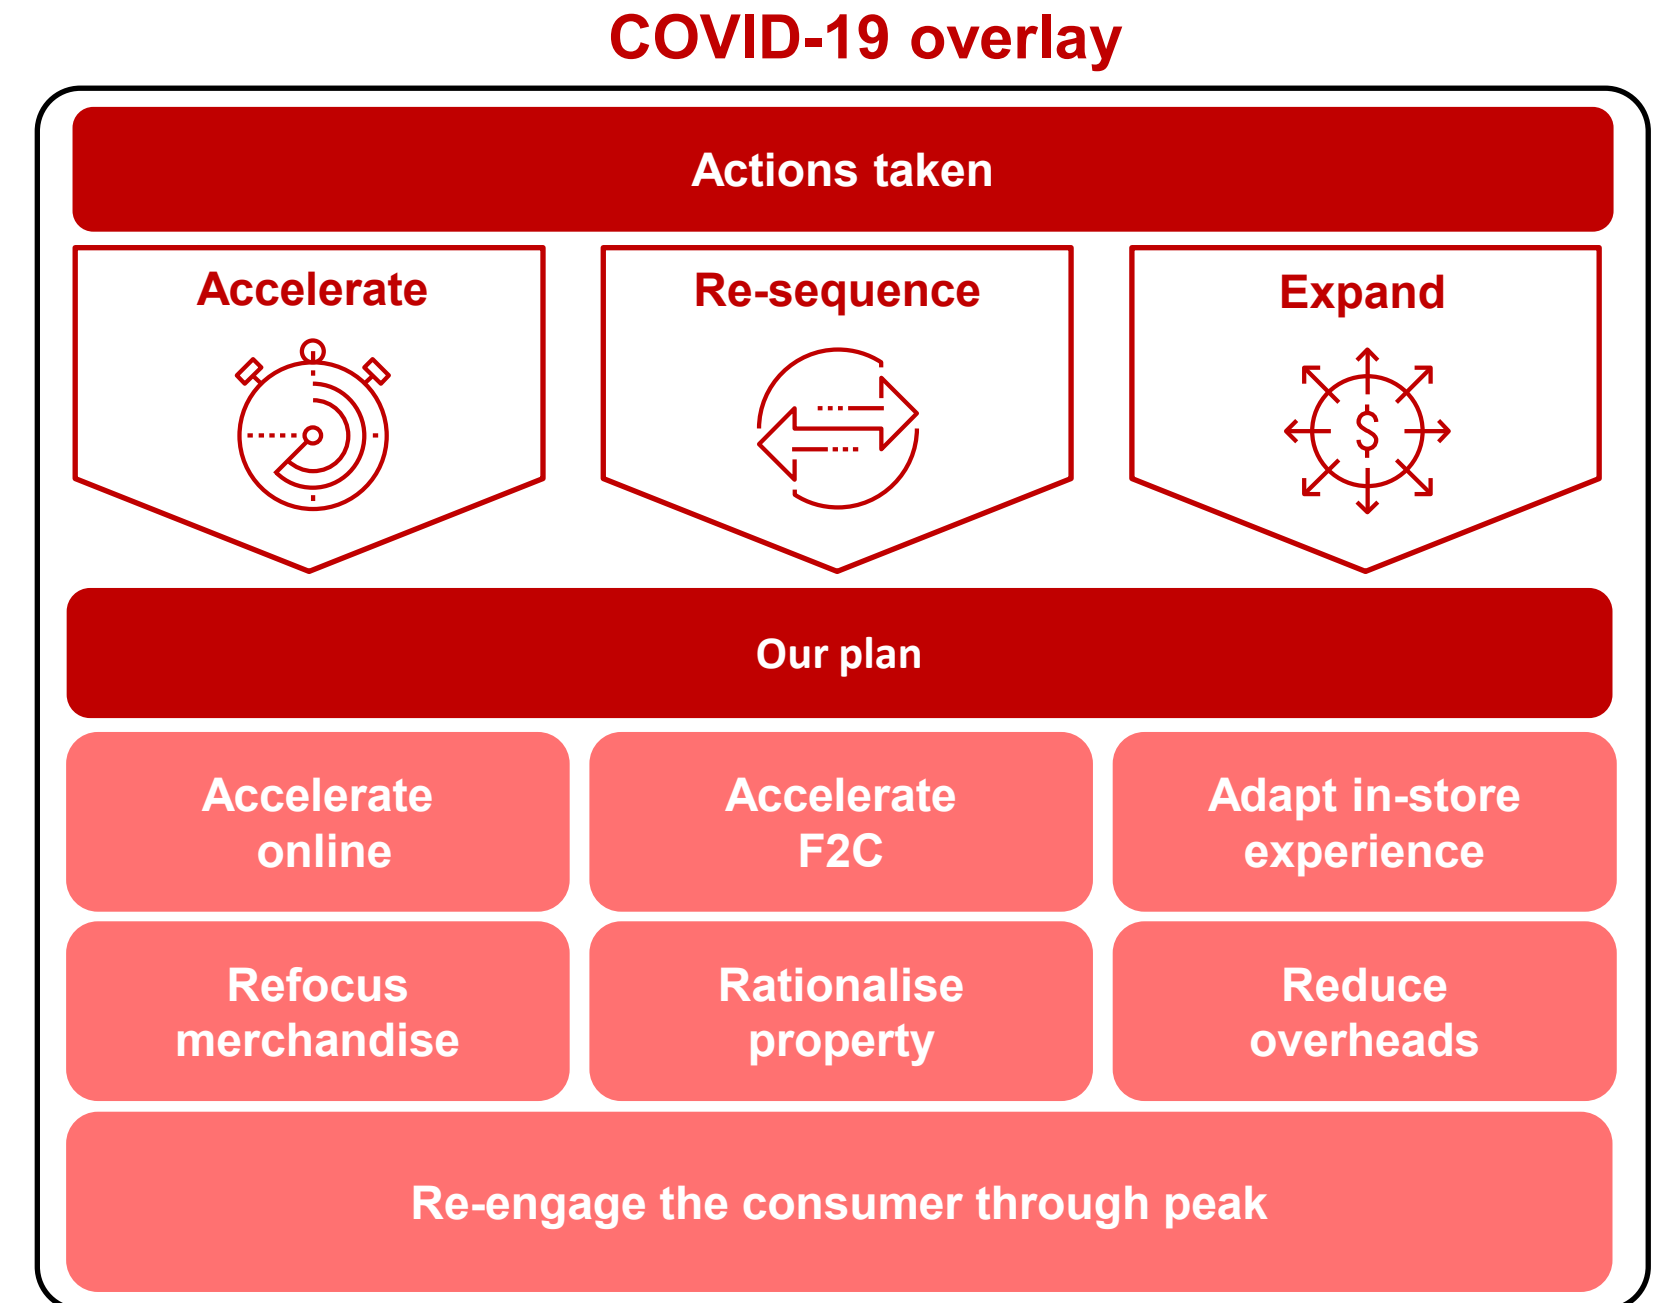 COVID-19 overlay
Actions taken
Accelerate
Re-sequence
Expand
$
Our plan
Accelerate
online
Accelerate
F2C
Adapt in-store
experience
Refocus
merchandise
Rationalise
property
Reduce
overheads
Re-engage the consumer through peak